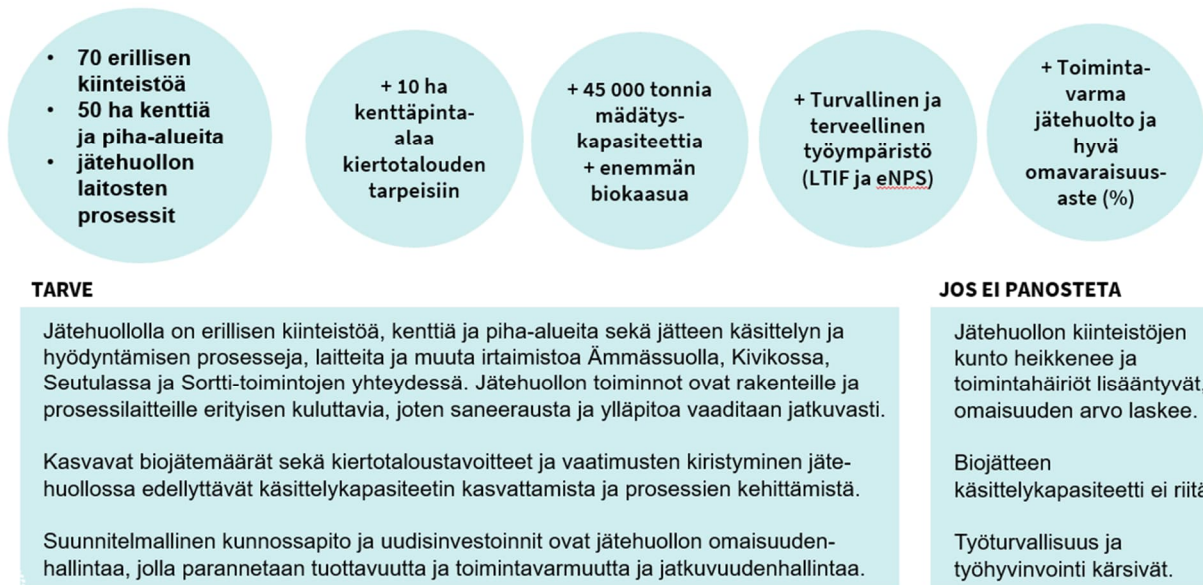 • 70 erillisen
kiinteistöä
• 50 ha kenttiä
ja piha-alueita
• jätehuollon
laitosten
prosessit
+ 10 ha
kenttäpinta-
alaa
kiertotalouden
tarpeisiin
+ 45 000 tonnia
mädätys-
kapasiteettia
+ enemmän
biokaasua
+ Turvallinen ja
terveellinen
työympäristö
(LTIF ja eNPS)
+ Toiminta-
varma
jätehuolto ja
hyvä
omavaraisuus-
aste (%)
TARVE
Jätehuollolla on erillisen kiinteistöä, kenttiä ja piha-alueita sekä jätteen käsittelyn ja
hyödyntämisen prosesseja, laitteita ja muuta irtaimistoa Ämmässuolla, Kivikossa,
Seutulassa ja Sortti-toimintojen yhteydessä. Jätehuollon toiminnot ovat rakenteille ja
prosessilaitteille erityisen kuluttavia, joten saneerausta ja ylläpitoa vaaditaan jatkuvasti.
Kasvavat biojätemäärät sekä kiertotaloustavoitteet ja vaatimusten kiristyminen jäte-
huollossa edellyttävät käsittelykapasiteetin kasvattamista ja prosessien kehittämistä.
Suunnitelmallinen kunnossapito ja uudisinvestoinnit ovat jätehuollon omaisuuden-
hallintaa, jolla parannetaan tuottavuutta ja toimintavarmuutta ja jatkuvuudenhallintaa.
JOS EI PANOSTETA
Jätehuollon kiinteistöjen
kunto heikkenee ja
toimintahäiriöt lisääntyvät,
omaisuuden arvo laskee.
Biojätteen
käsittelykapasiteetti ei riitä
Työturvallisuus ja
työhyvinvointi kärsivät.